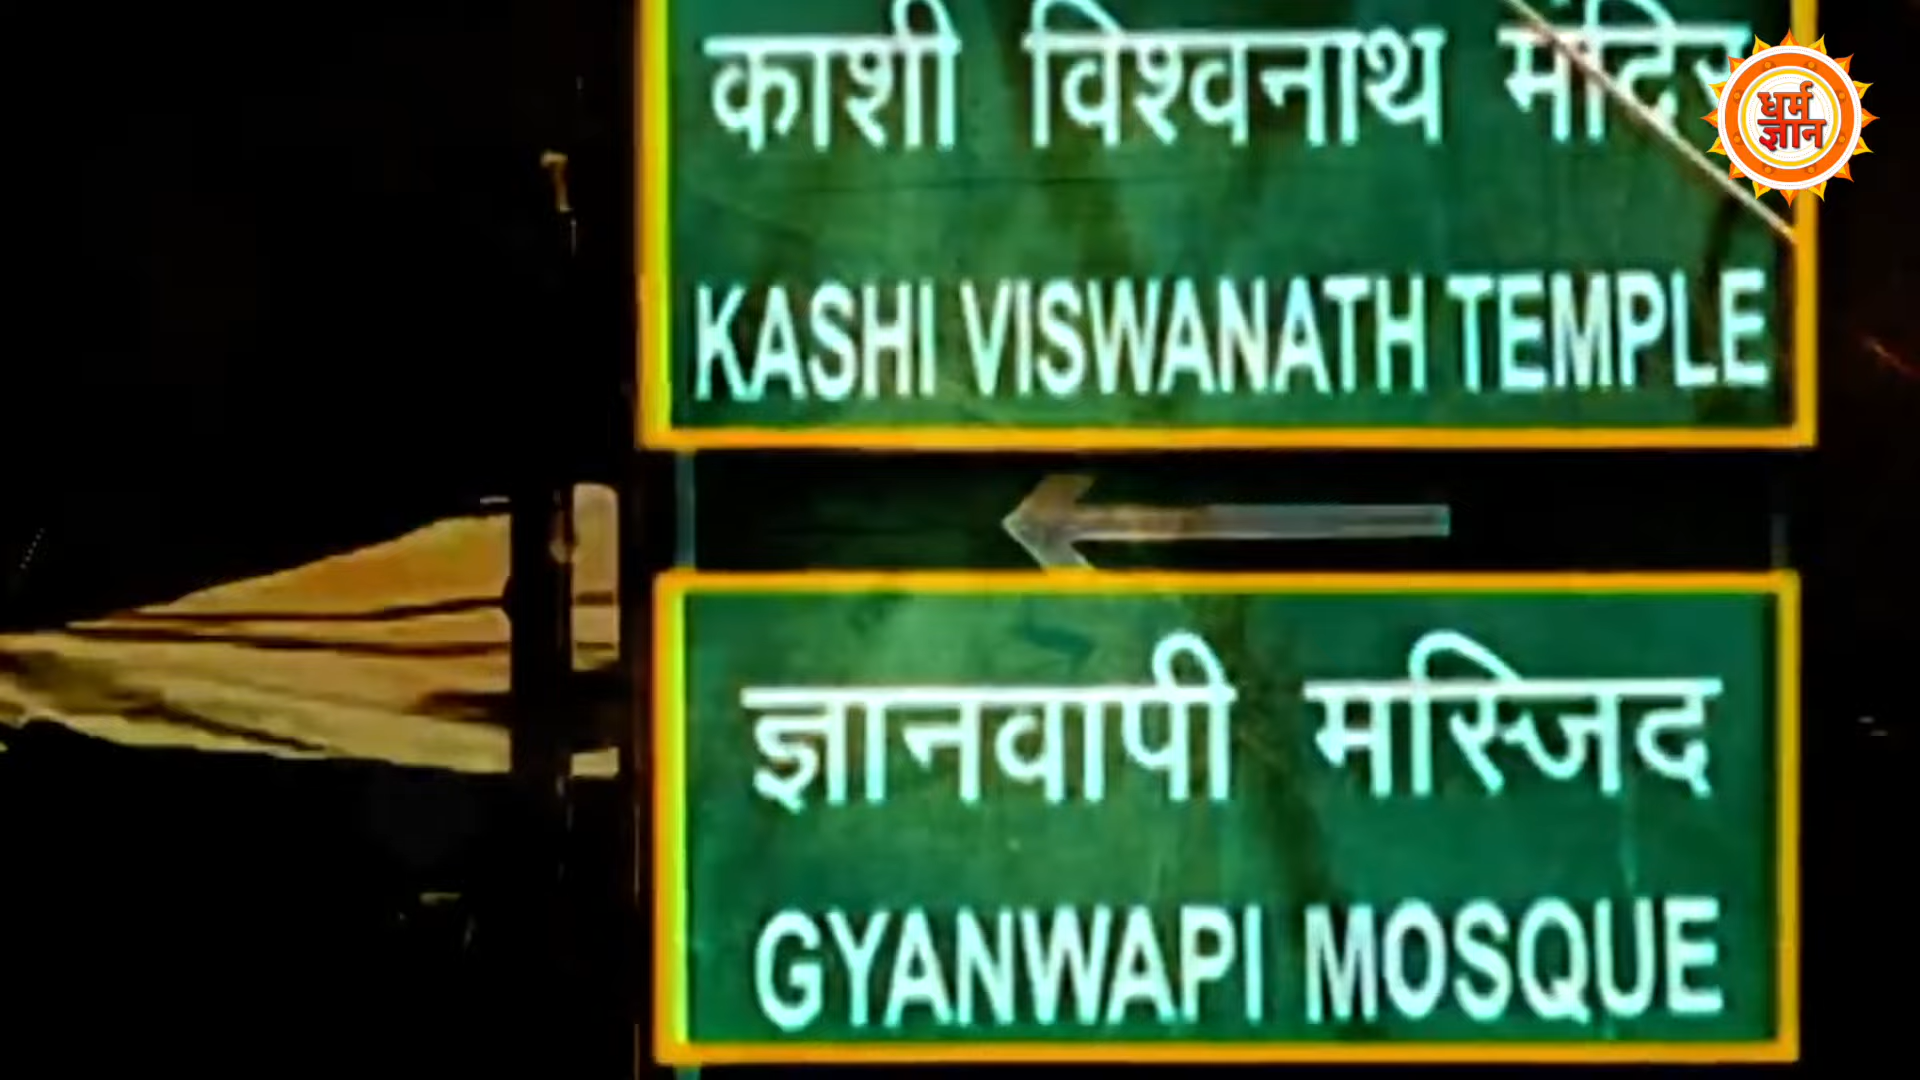 काशी विश्वनाथ मंदिर
धर्म
ज्ञान
KASHI VISWANATH TEMPLE
ज्ञानवापी मस्जिद
GYANWAPI MOSQUE